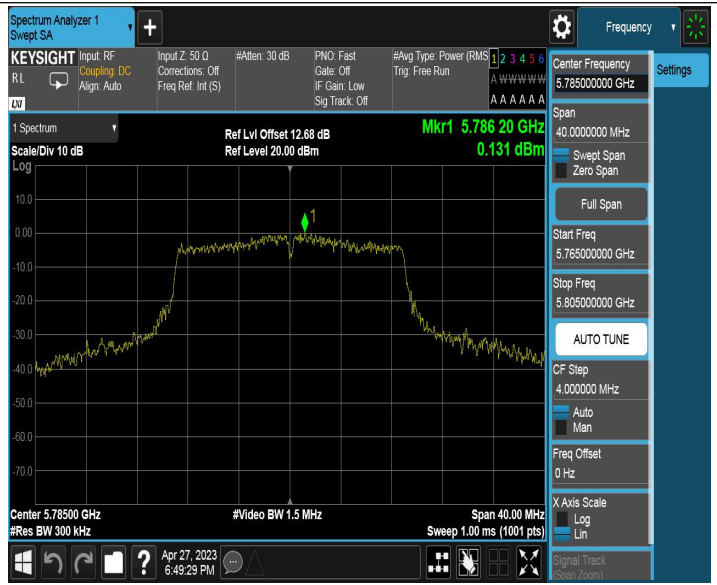 Spectrum Analyzer 1
Swept SA
+
Frequency
KEYSIGHT
RL
LXI
Input: RF
Coupling: DC
Align: Auto
Input Z: 50 Ω
Corrections: Off
Freq Ref: Int (S)
#Atten: 30 dB
PNO: Fast
Gate: Off
IF Gain: Low
Sig Track: Off
#Avg Type: Power (RMS
Trig: Free Run
1 2 3 4 5 6
A W W W W W
A A A A A A
1 Spectrum
Scale/Div 10 dB
Log
Ref Lvl Offset 12.68 dB
Ref Level 20.00 dBm
Mkr1 5.786 20 GHz
0.131 dBm
1
10.0
0.00
-10.0
-20.0
-30.0
-40.0
-50.0
-60.0
-70.0
Center 5.78500 GHz
#Res BW 300 kHz
#Video BW 1.5 MHz
Span 40.00 MHz
Sweep 1.00 ms (1001 pts)
Center Frequency
5.785000000 GHz
Span
40.0000000 MHz
Swept Span
Zero Span
Full Span
Start Freq
5.765000000 GHz
Stop Freq
5.805000000 GHz
AUTO TUNE
CF Step
4.000000 MHz
Auto
Man
Freq Offset
0 Hz
X Axis Scale
Log
Lin
Signal Track
(Span Zoom)
Settings
?
Apr 27, 2023
6:49:29 PM